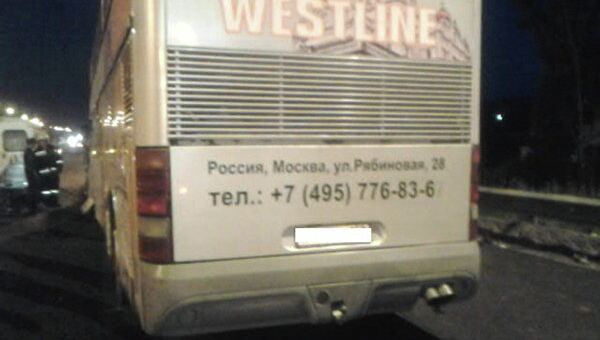 WESTLINE
Россия, Москва, ул.Рябиновая, 28
тел.: +7 (495) 776-83-6